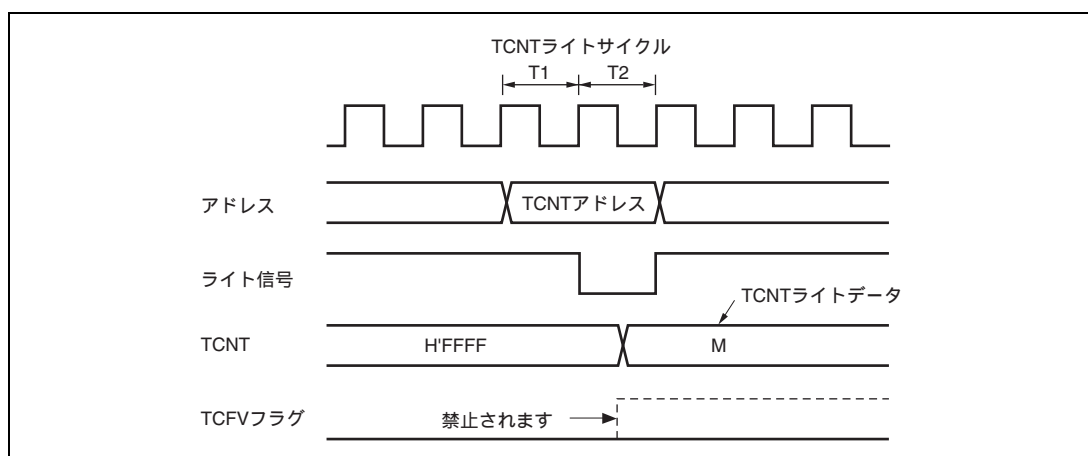 TCNTライトサイクル
T1 T2
アドレス TCNTアドレス
ライト信号
TCNTライトデータ
TCNT H'FFFF M
TCFVフラグ 禁止されます